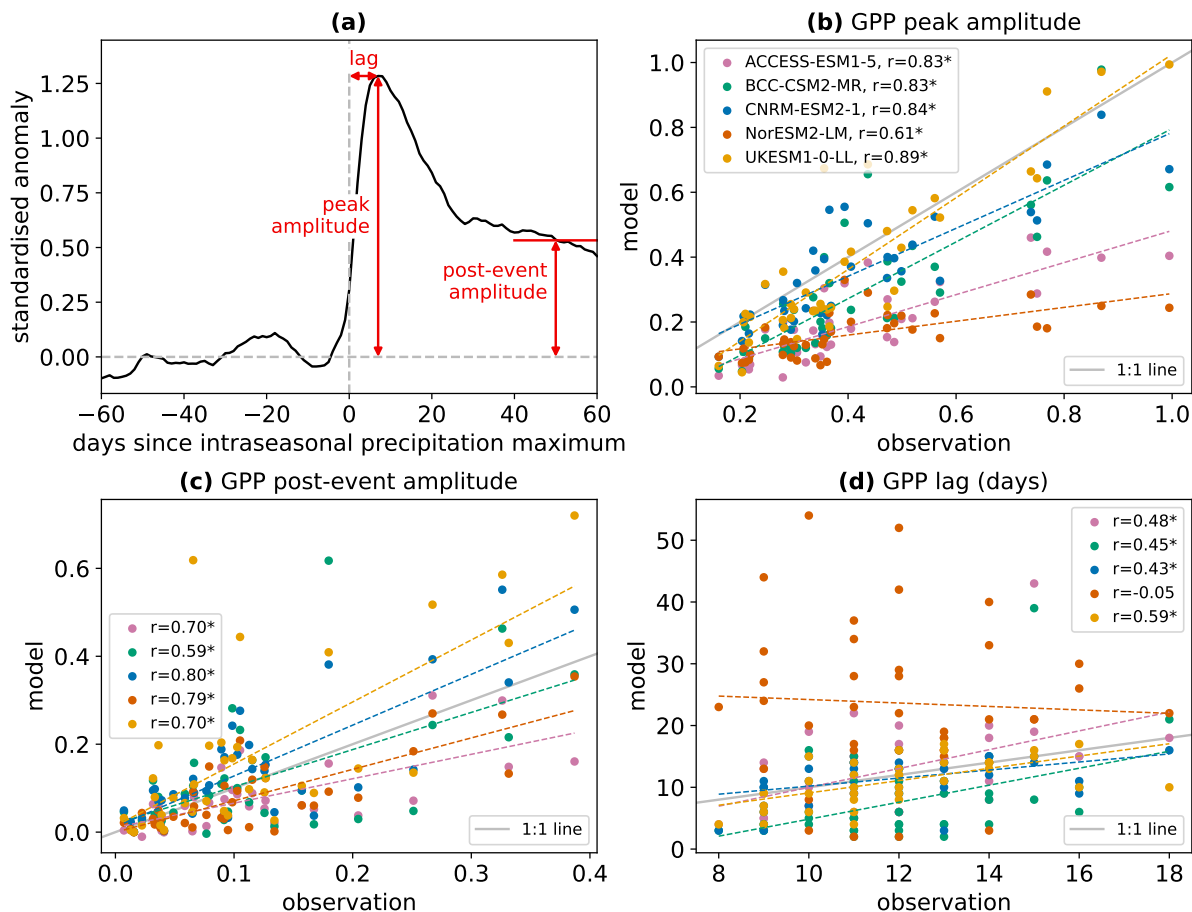 (a)
standardised anomaly
1.25
1.00
0.75
0.50
0.25
0.00
lag
peak
amplitude
post-event
amplitude
−60
−40
−20
0
20
40
60
days since intraseasonal precipitation maximum
(b) GPP peak amplitude
model
1.0
0.8
0.6
0.4
0.2
0.0
ACCESS-ESM1-5, r=0.83*
BCC-CSM2-MR, r=0.83*
CNRM-ESM2-1, r=0.84*
NorESM2-LM, r=0.61*
UKESM1-0-LL, r=0.89*
1:1 line
0.2
0.4
0.6
0.8
1.0
observation
(c) GPP post-event amplitude
model
0.6
0.4
0.2
0.0
r=0.70*
r=0.59*
r=0.80*
r=0.79*
r=0.70*
1:1 line
0.0
0.1
0.2
0.3
0.4
observation
(d) GPP lag (days)
model
50
40
30
20
10
0
r=0.48*
r=0.45*
r=0.43*
r=-0.05
r=0.59*
1:1 line
8
10
12
14
16
18
observation